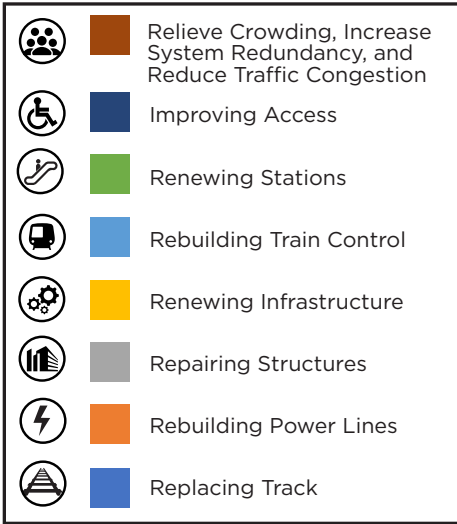 Relieve Crowding, Increase
System Redundancy, and
Reduce Traffic Congestion
Improving Access
Renewing Stations
Rebuilding Train Control
Renewing Infrastructure
Repairing Structures
Rebuilding Power Lines
Replacing Track